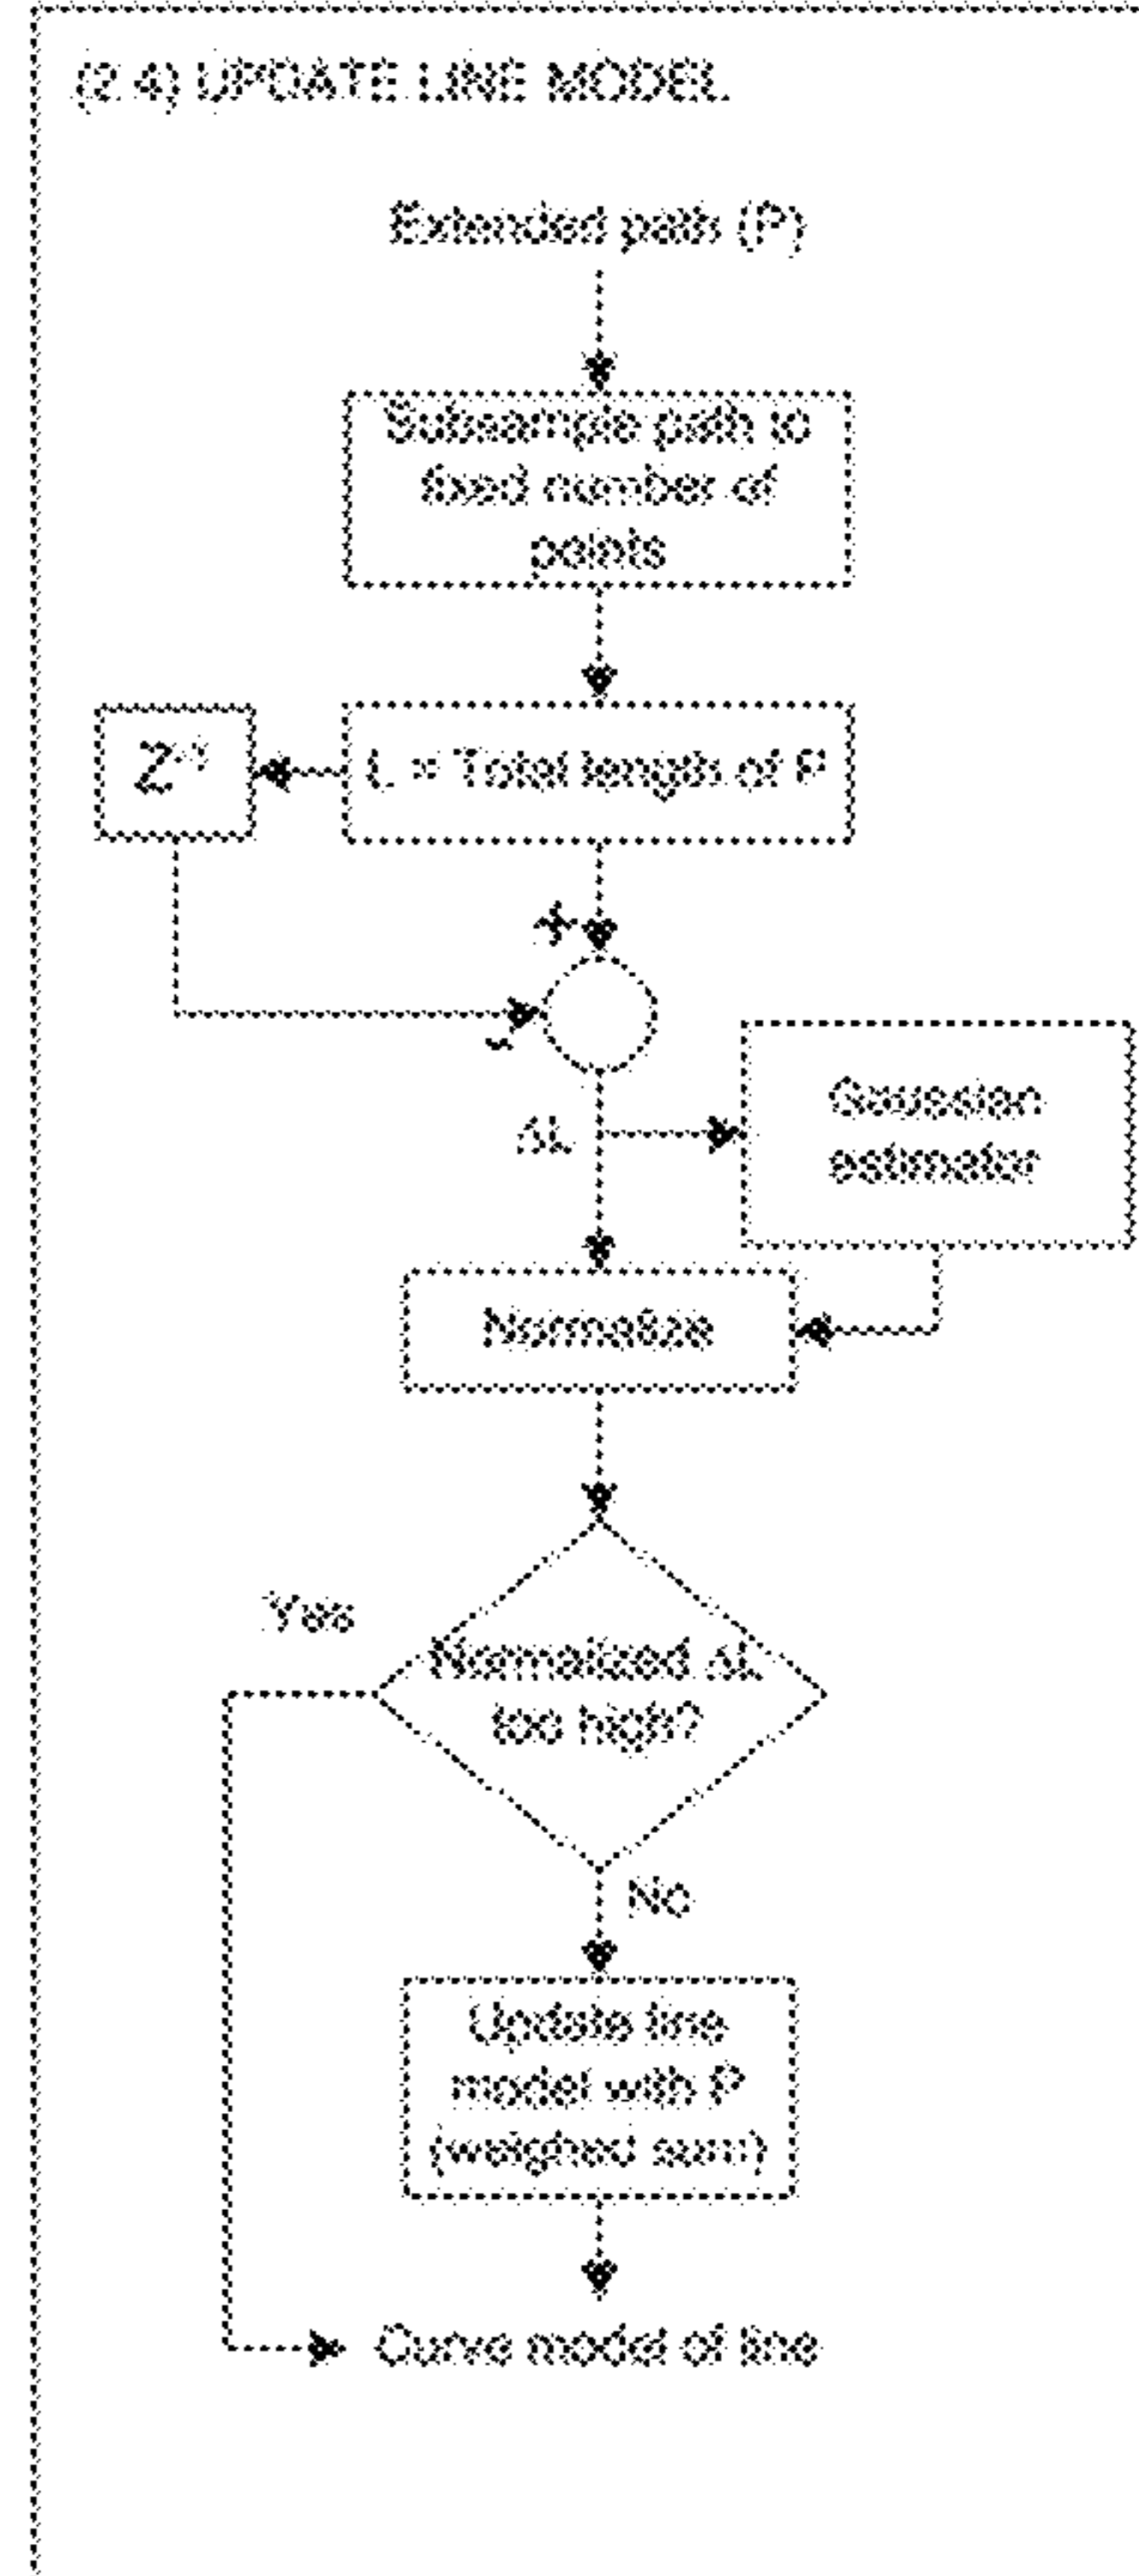 (2.4) UPDATE LINE MODEL
Extended path (P)
Subsample path to
fixed number of
points
Z⁻¹
L = Total length of P
+
-
ΔL
Gaussian
estimator
Normalize
Yes
Normalized ΔL
too high?
No
Update line
model with P
(weighed sum)
Curve model of line